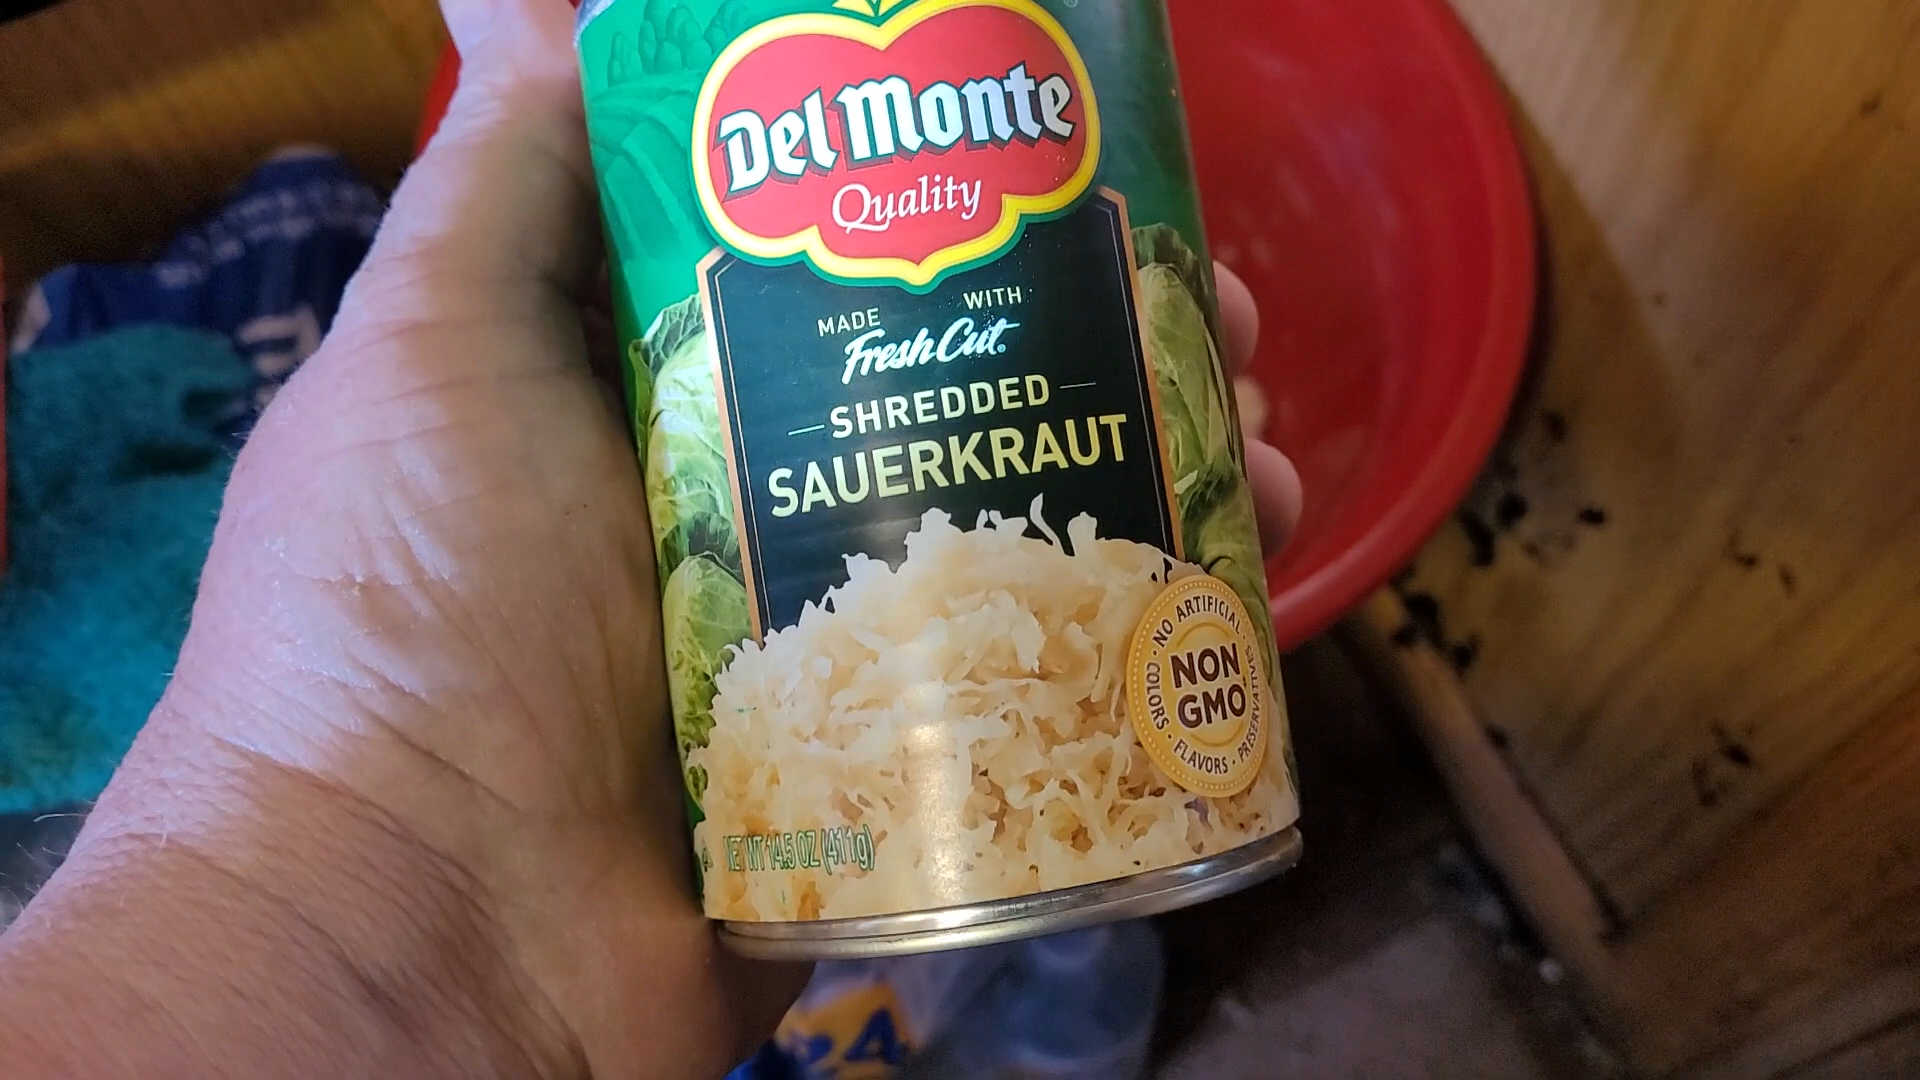 Del Monte
Quality
MADE WITH
Fresh Cut®
SHREDDED
SAUERKRAUT
NO ARTIFICIAL
COLORS · FLAVORS · PRESERVATIVES
NON
GMO
NET WT 14.5 OZ (411g)